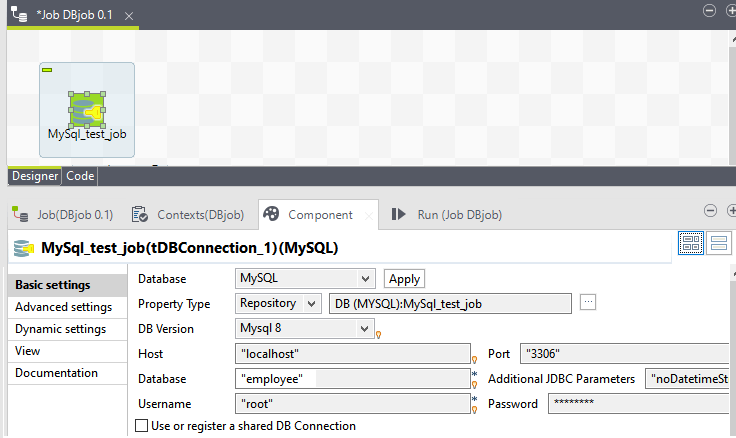 *Job DBjob 0.1
MySql_test_job
Designer Code
Job(DBjob 0.1) Contexts(DBjob) Component Run (Job DBjob)
MySql_test_job(tDBConnection_1)(MySQL)
Basic settings
Advanced settings
Dynamic settings
View
Documentation
Database MySQL Apply
Property Type Repository DB (MYSQL):MySql_test_job ...
DB Version Mysql 8
Host "localhost" Port "3306"
Database "employee" * Additional JDBC Parameters "noDatetimeSt
Username "root" * Password ********
Use or register a shared DB Connection